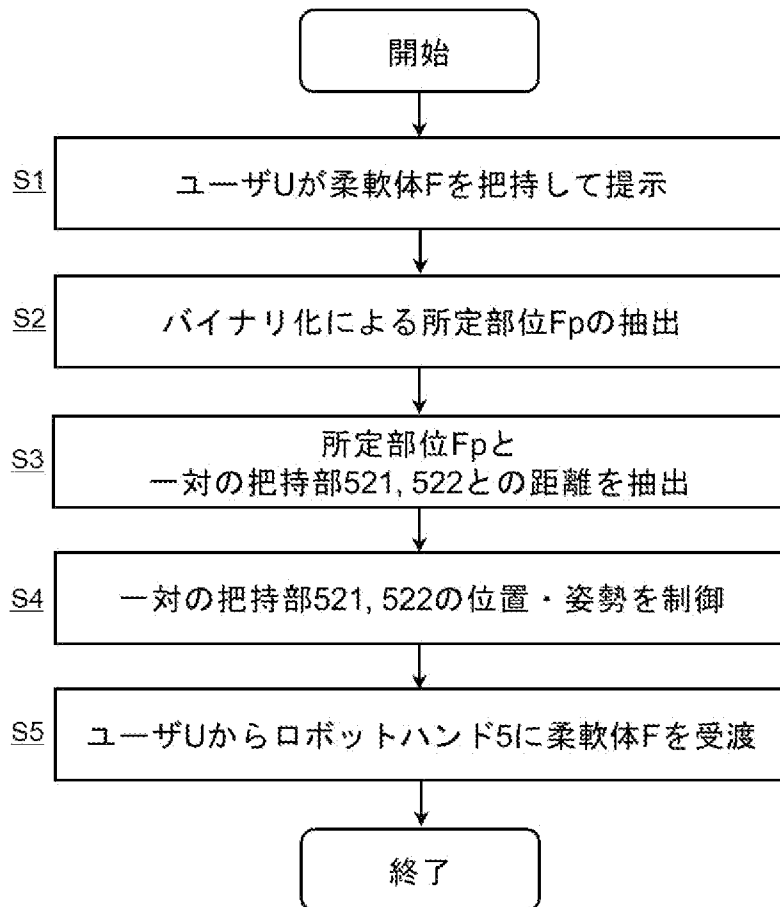 開始
S1
ユーザUが柔軟体Fを把持して提示
S2
バイナリ化による所定部位Fpの抽出
S3
所定部位Fpと
一対の把持部521, 522との距離を抽出
S4
一対の把持部521, 522の位置・姿勢を制御
S5
ユーザUからロボットハンド5に柔軟体Fを受渡
終了